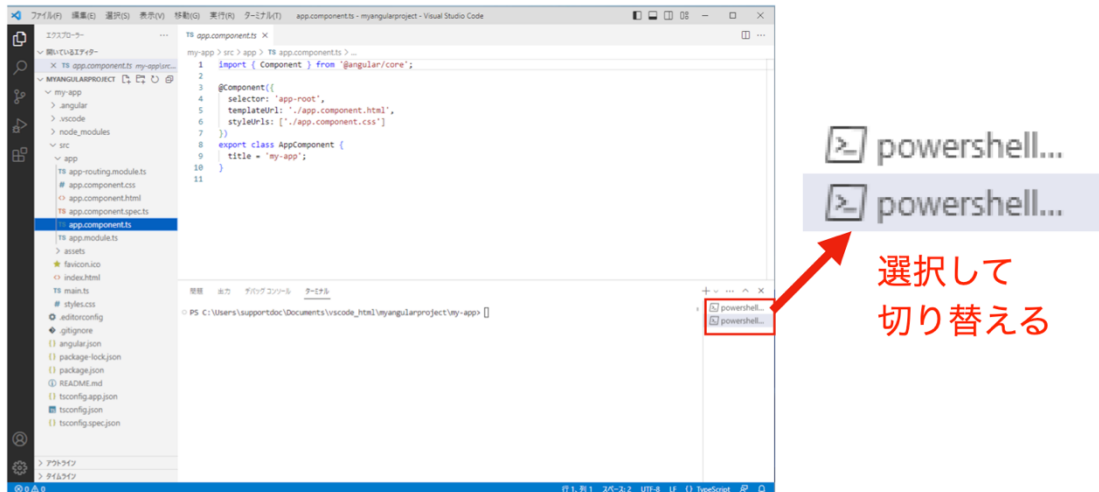 ファイル(F) 編集(E) 選択(S) 表示(V) 移動(G) 実行(R) ターミナル(T) app.component.ts - myangularproject - Visual Studio Code
エクスプローラー ...
開いているエディター
TS app.component.ts my-app\src...
MYANGULARPROJECT
my-app
.angular
.vscode
node_modules
src
app
TS app-routing.module.ts
# app.component.css
<> app.component.html
TS app.component.spec.ts
TS app.component.ts
TS app.module.ts
assets
favicon.ico
<> index.html
TS main.ts
# styles.css
.editorconfig
.gitignore
{} angular.json
{} package-lock.json
{} package.json
README.md
{} tsconfig.app.json
tsconfig.json
{} tsconfig.spec.json
アウトライン
タイムライン
TS app.component.ts
my-app > src > app > TS app.component.ts > ...
1 import { Component } from '@angular/core';
2
3 @Component({
4 selector: 'app-root',
5 templateUrl: './app.component.html',
6 styleUrls: ['./app.component.css']
7 })
8 export class AppComponent {
9 title = 'my-app';
10 }
11
問題 出力 デバッグ コンソール ターミナル
PS C:\Users\supportdoc\Documents\vscode_html\myangularproject\my-app>
powershell...
powershell...
0 0 行 1、列 1 スペース: 2 UTF-8 LF {} TypeScript
powershell...
powershell...
選択して
切り替える